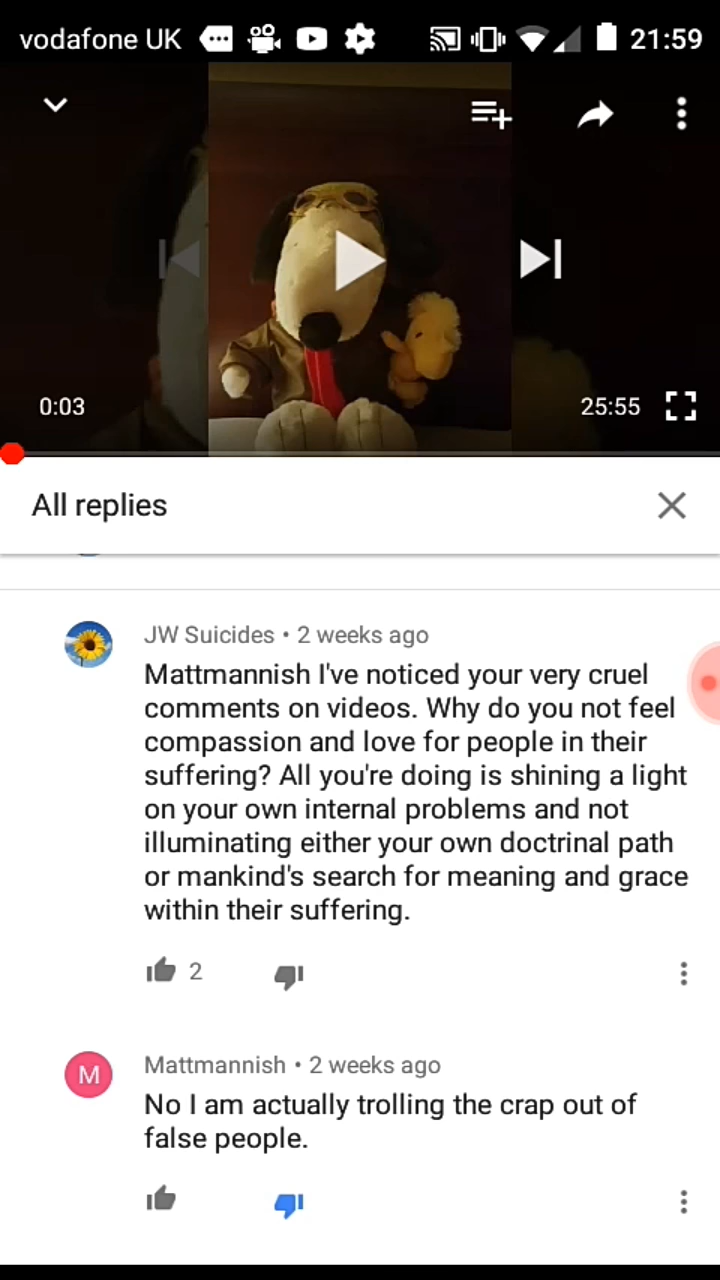 vodafone UK 21:59
0:03 25:55
All replies
JW Suicides • 2 weeks ago
Mattmannish I've noticed your very cruel
comments on videos. Why do you not feel
compassion and love for people in their
suffering? All you're doing is shining a light
on your own internal problems and not
illuminating either your own doctrinal path
or mankind's search for meaning and grace
within their suffering.
2
M
Mattmannish • 2 weeks ago
No I am actually trolling the crap out of
false people.